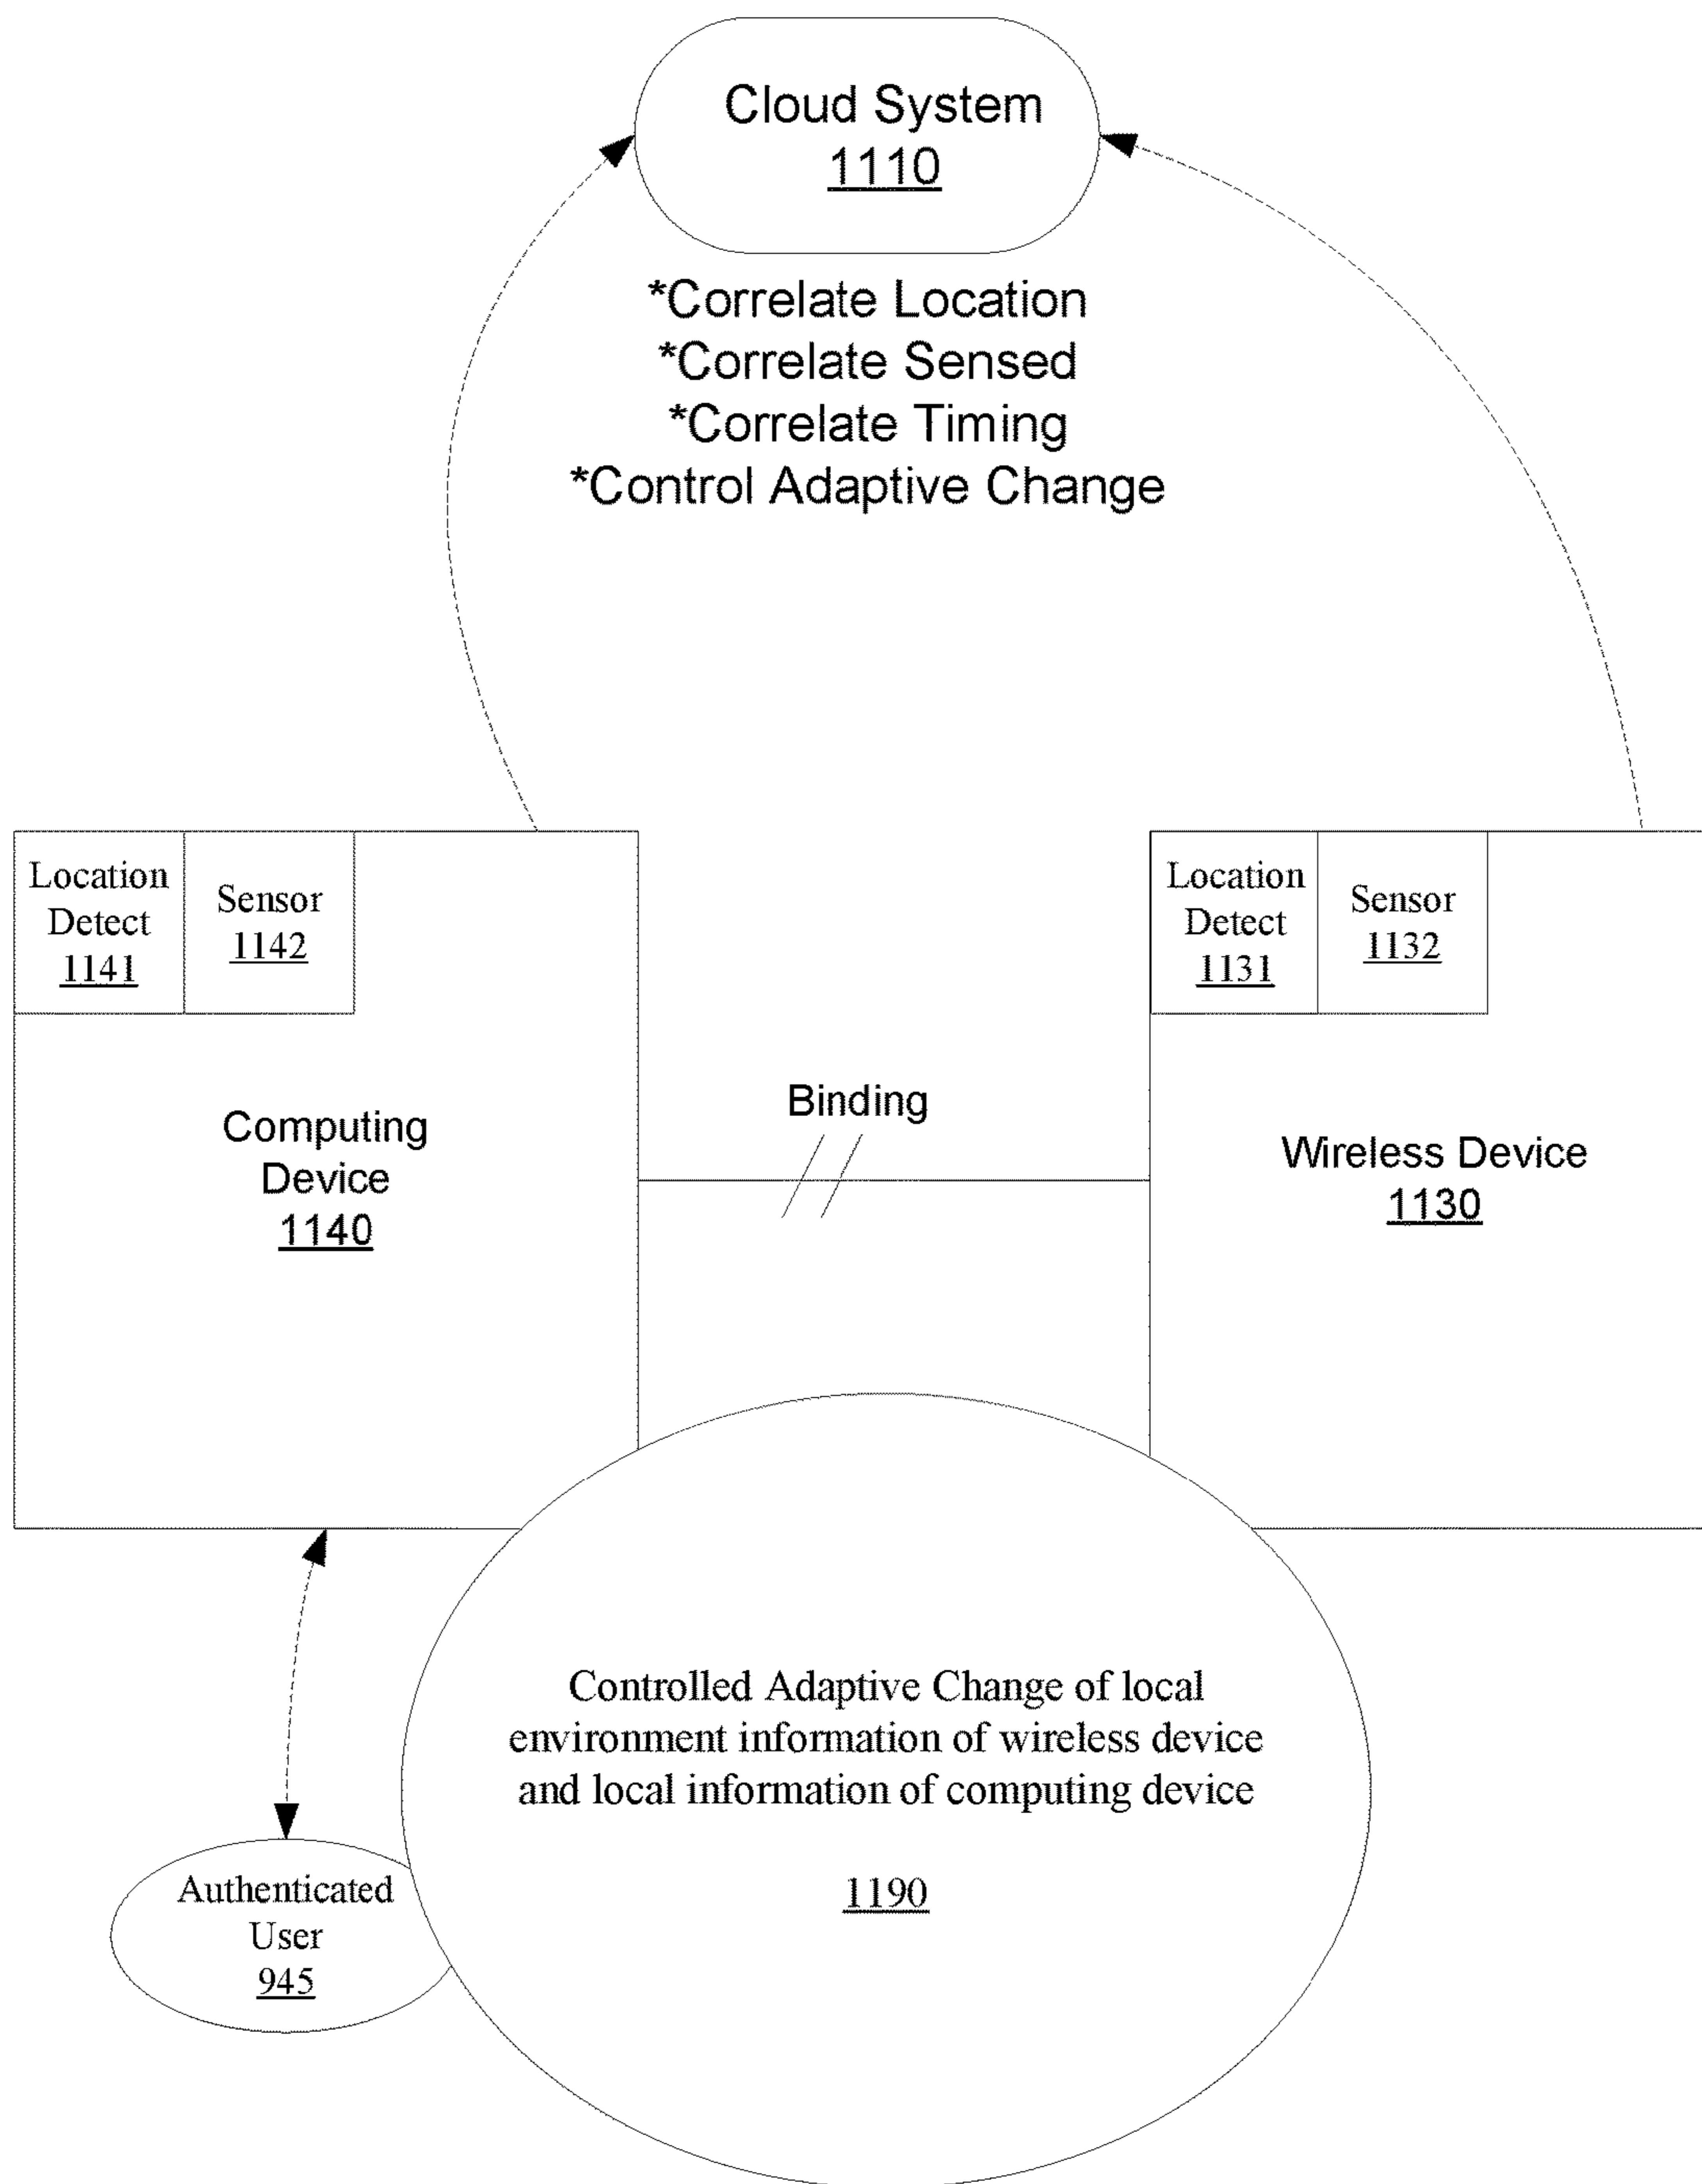 Cloud System
1110
*Correlate Location
*Correlate Sensed
*Correlate Timing
*Control Adaptive Change
Location
Detect
1141
Sensor
1142
Location
Detect
1131
Sensor
1132
Computing
Device
1140
Binding
Wireless Device
1130
Controlled Adaptive Change of local
environment information of wireless device
and local information of computing device
1190
Authenticated
User
945